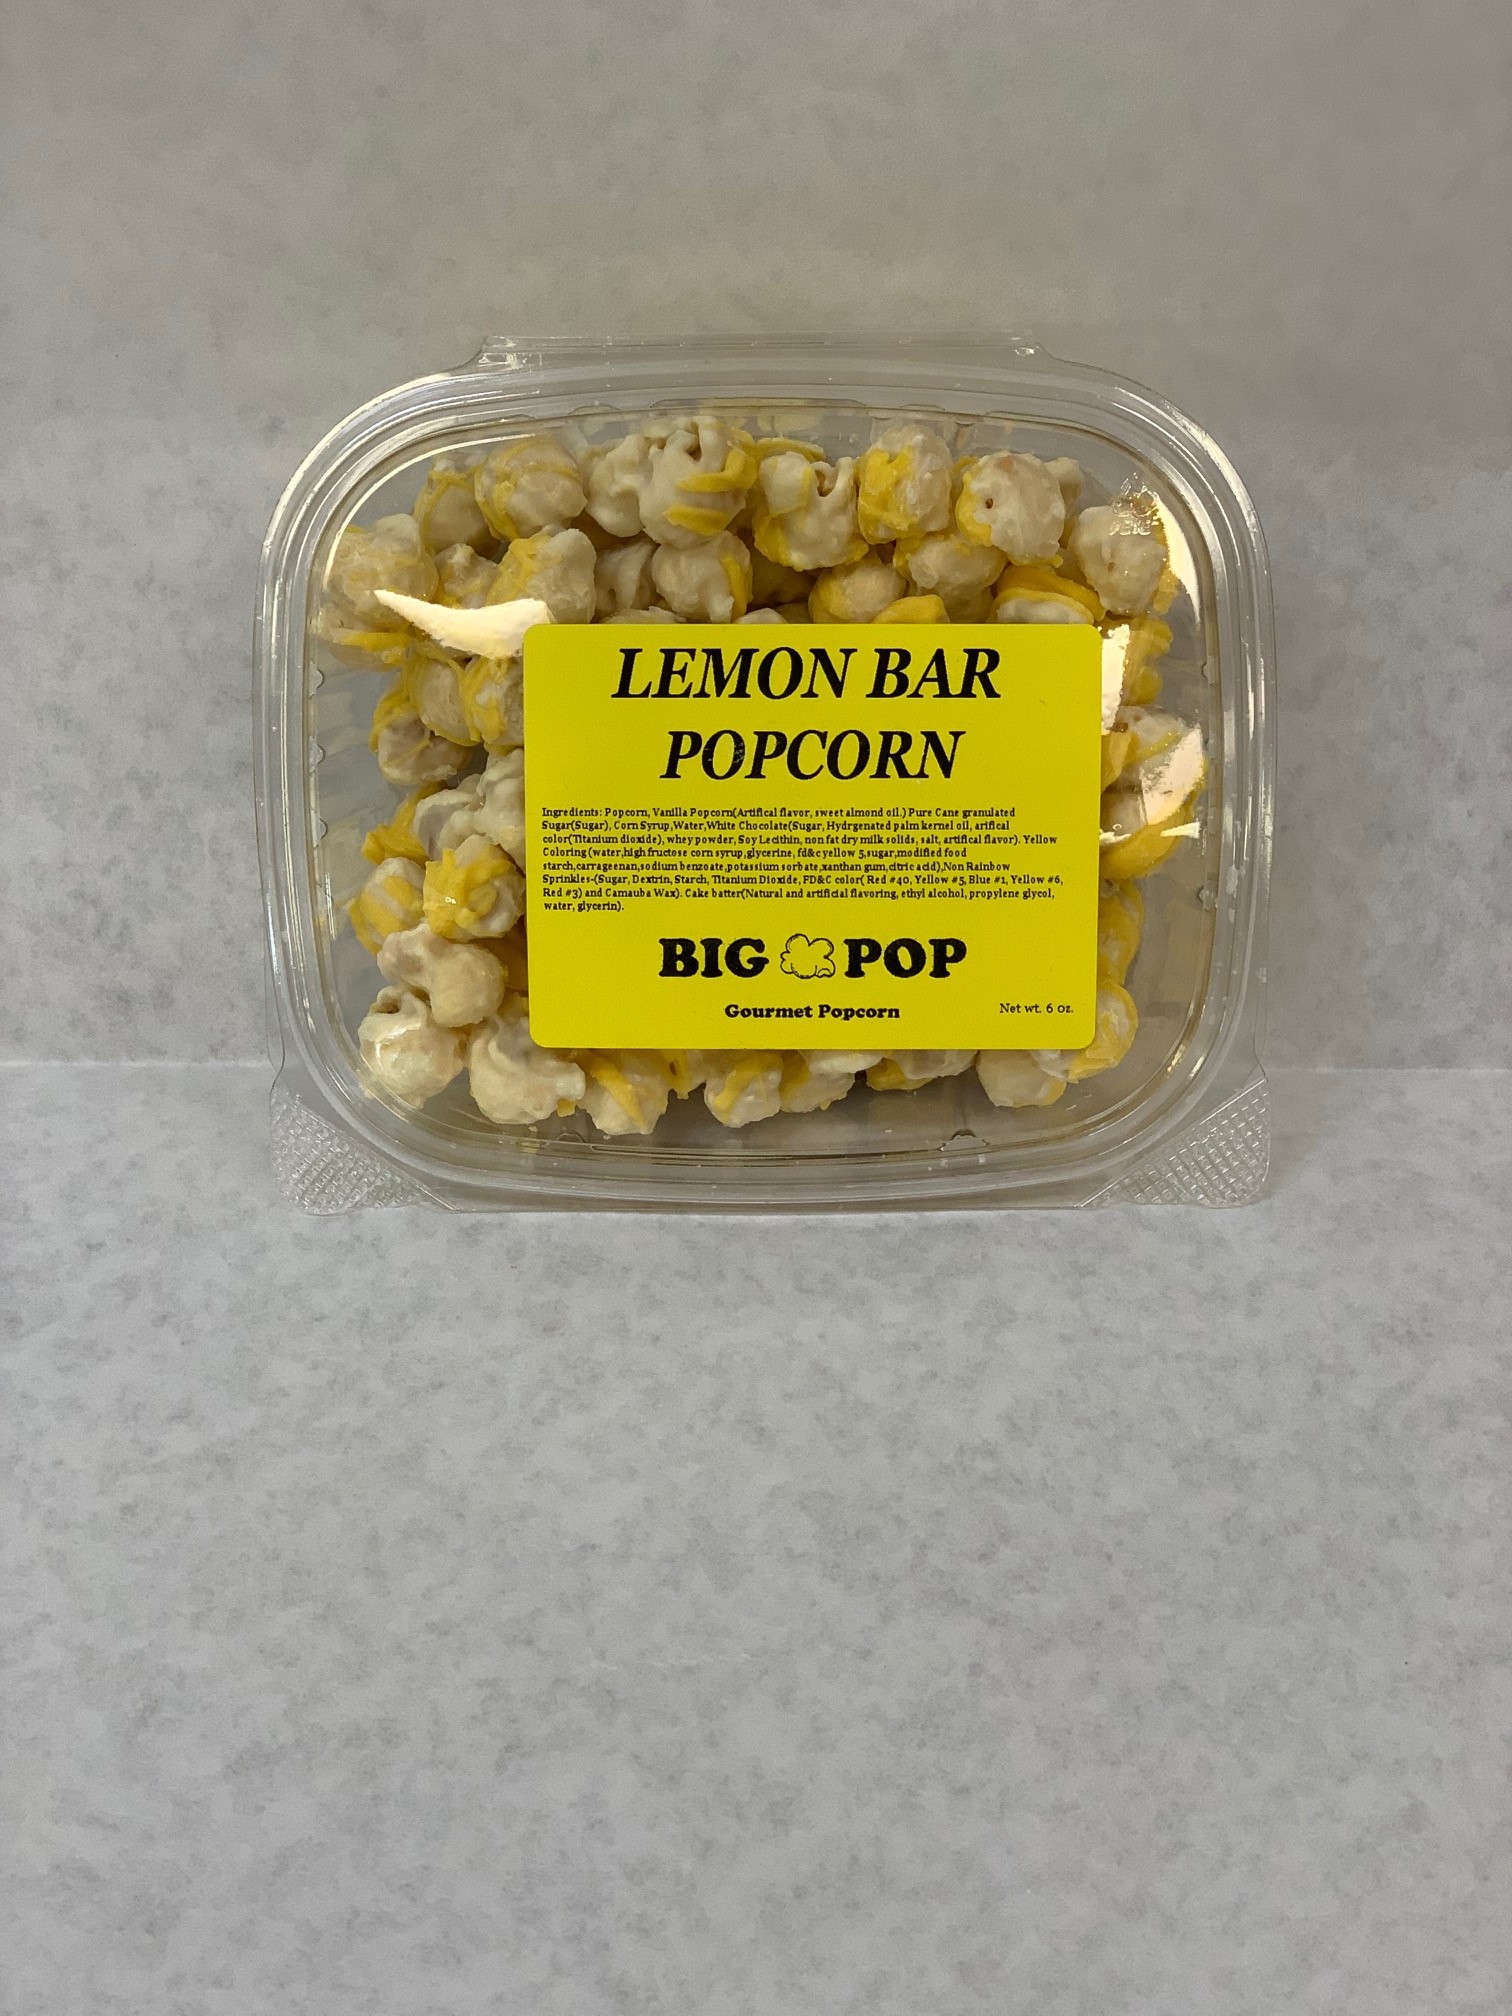 LEMON BAR
POPCORN
Ingredients: Popcorn, Vanilla Popcorn(Artifical flavor, sweet almond oil.) Pure Cane granulated
Sugar(Sugar), Corn Syrup,Water,White Chocolate(Sugar, Hydrgenated palm kernel oil, arifical
color(Titanium dioxide), whey powder, Soy Lecithin, non fat dry milk solids, salt, artifical flavor). Yellow
Coloring (water,high fructose corn syrup,glycerine, fd&c yellow 5,sugar,modified food
starch,carrageenan,sodium benzoate,potassium sorbate,xanthan gum,citric acid),Non Rainbow
Sprinkles-(Sugar, Dextrin, Starch, Titanium Dioxide, FD&C color( Red #40, Yellow #5, Blue #1, Yellow #6,
Red #3) and Camauba Wax). Cake batter(Natural and artificial flavoring, ethyl alcohol, propylene glycol,
water, glycerin).
BIG POP
Gourmet Popcorn
Net wt. 6 oz.